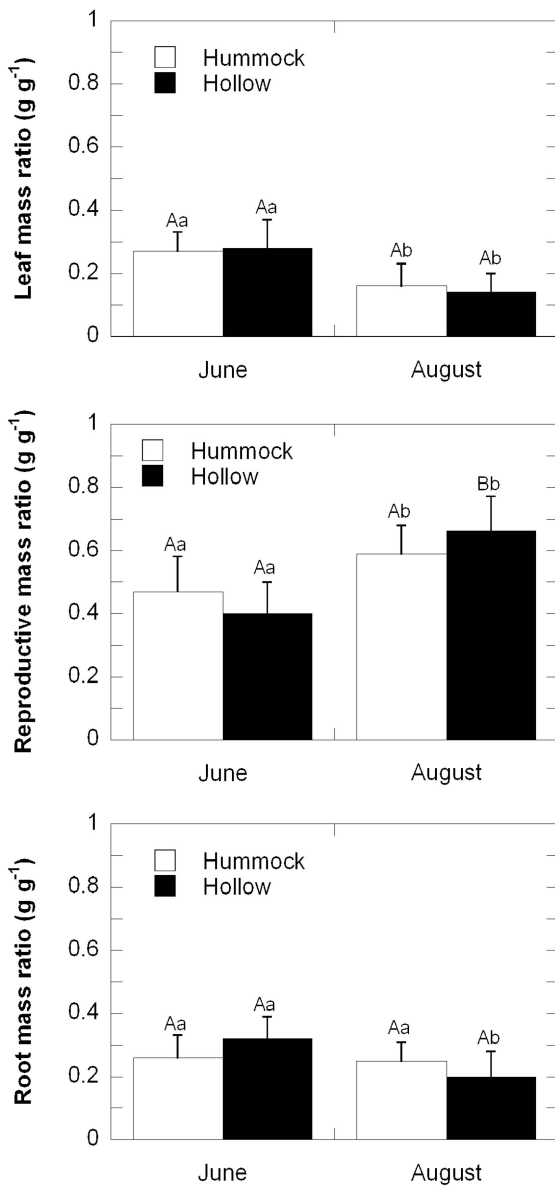 Leaf mass ratio (g g-1)
1
0.8
0.6
0.4
0.2
0
Hummock
Hollow
Aa Aa Ab Ab
June August
Reproductive mass ratio (g g-1)
1
0.8
0.6
0.4
0.2
0
Hummock
Hollow
Aa Aa Ab Bb
June August
Root mass ratio (g g-1)
1
0.8
0.6
0.4
0.2
0
Hummock
Hollow
Aa Aa Aa Ab
June August